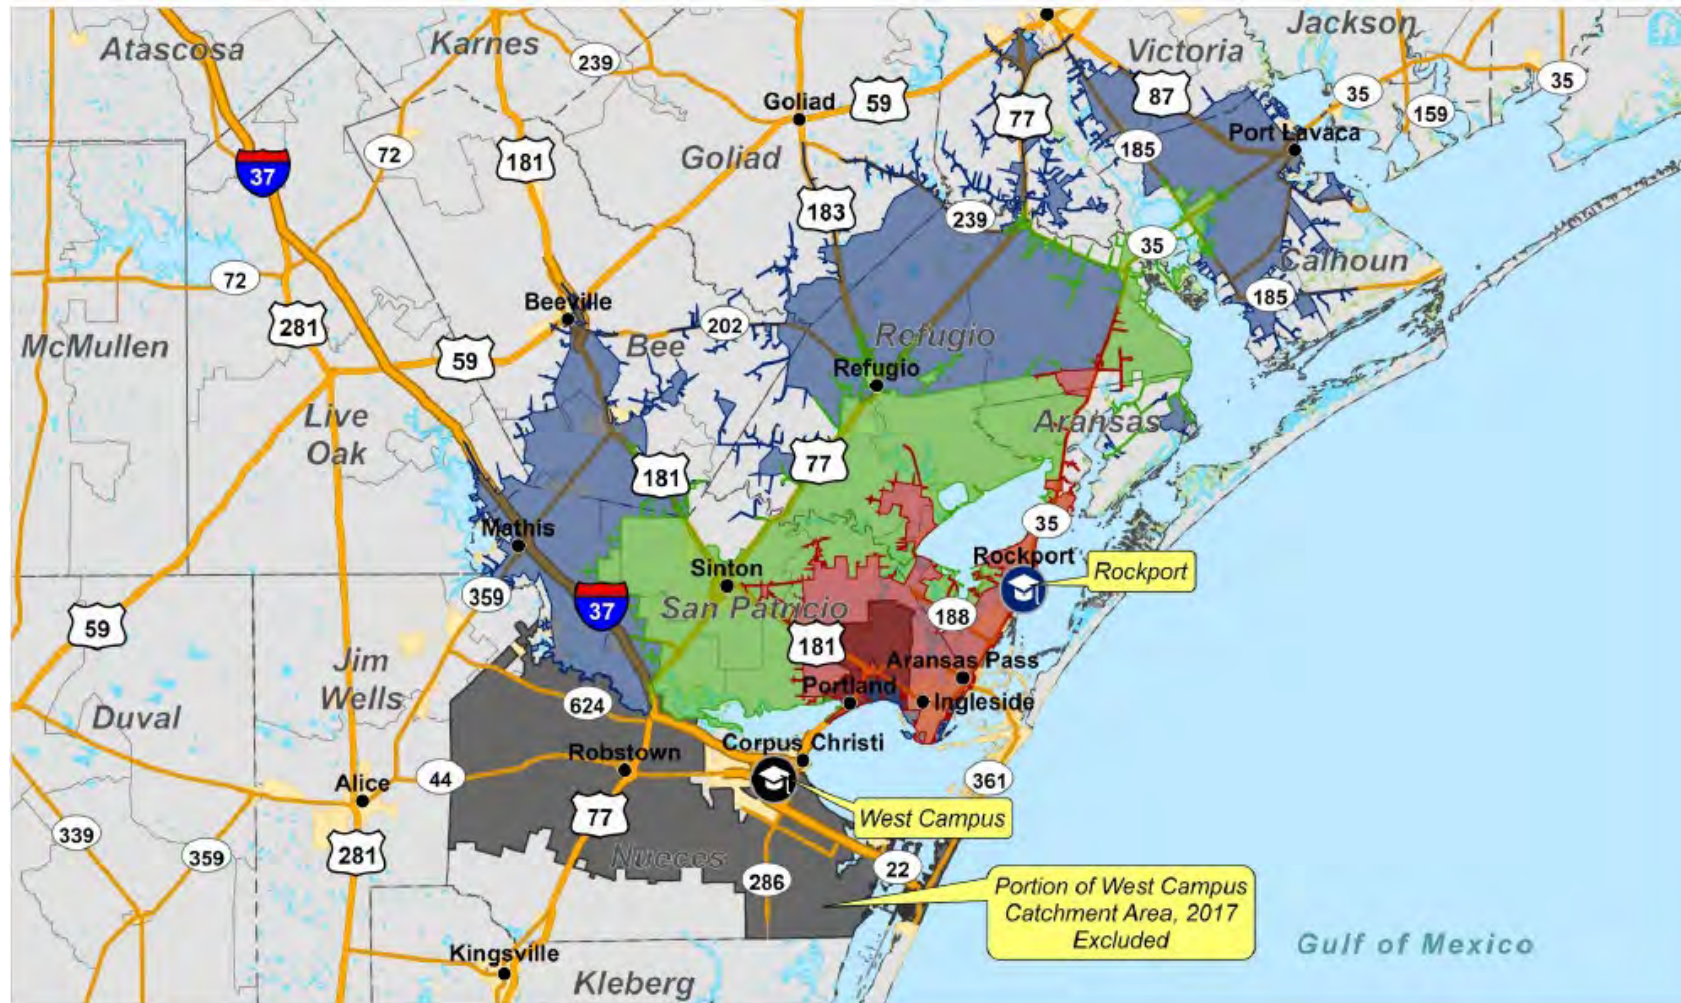 Jackson
Atascosa
Karnes
Victoria
239
59
87
35
35
Goliad
77
159
Port Lavaca
72
181
Goliad
185
37
183
239
35
72
Calhoun
Beeville
185
281
202
Refugio
McMullen
59
Bee
Refugio
Live
Oak
Aransas
181
77
35
Mathis
Rockport
Rockport
Sinton
359
37
San Patricio
188
59
181
Jim
Wells
Aransas Pass
Portland
Ingleside
Duval
624
Corpus Christi
Robstown
44
361
Alice
77
West Campus
339
359
281
Nueces
286
22
Portion of West Campus
Catchment Area, 2017
Excluded
Gulf of Mexico
Kingsville
Kleberg